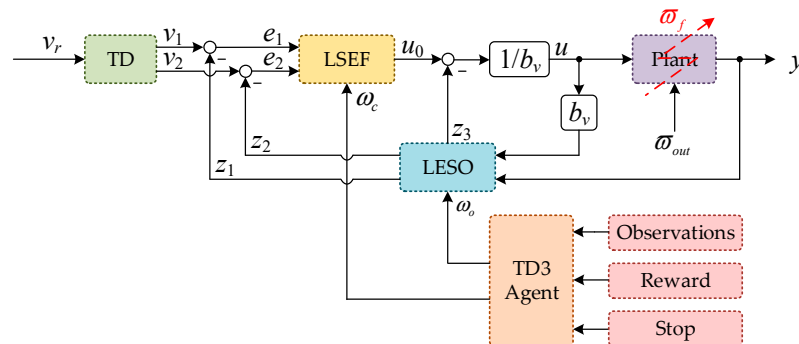 v_r
TD
v_1
v_2
e_1
e_2
-
-
LSEF
u_0
-
1/b_v
u
ϖ_f
Plant
y
b_v
ω_c
z_3
z_2
z_1
LESO
ϖ_out
ω_o
TD3
Agent
Observations
Reward
Stop